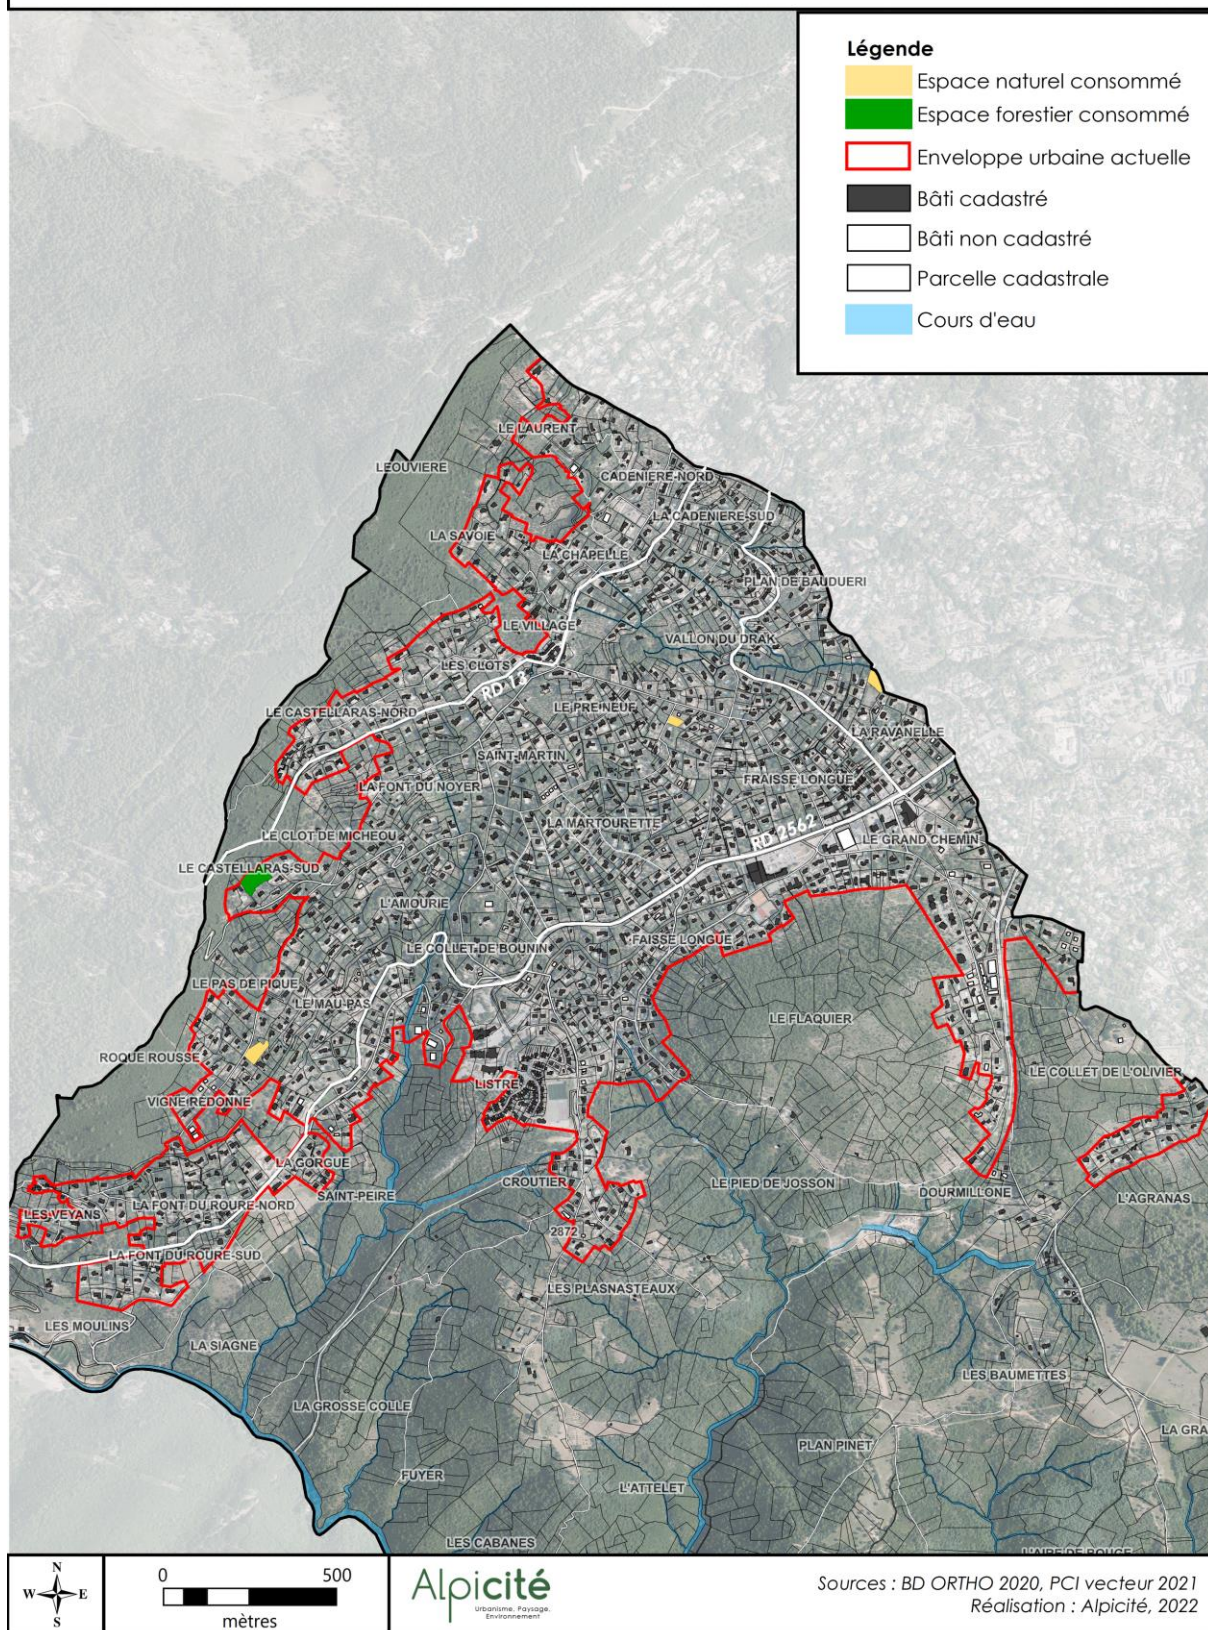 Légende
Espace naturel consommé
Espace forestier consommé
Enveloppe urbaine actuelle
Bâti cadastré
Bâti non cadastré
Parcelle cadastrale
Cours d'eau
LE LAURENT
LEOUVIERE
CADENIERE-NORD
LA CADENIERE-SUD
LA SAVOIE
LA CHAPELLE
PLAN DE BAUDUERI
LE VILLAGE
VALLON DU DRAK
LES CLOTS
RD 13
LE CASTELLARAS-NORD
LE PRE NEUF
LA RAVANELLE
SAINT-MARTIN
FRAISSE LONGUE
LA FONT DU NOYER
LA MARTOURETTE
LE CLOT DE MICHEOU
RD 2562
LE GRAND CHEMIN
LE CASTELLARAS-SUD
L'AMOURIE
FAISSE LONGUE
LE COLLET DE BOUNIN
LE PAS DE PIQUE
LE MAU-PAS
LE FLAQUIER
ROQUE ROUSSE
LE COLLET DE L'OLIVIER
LISTRE
VIGNE REDONNE
LA GORGUE
CROUTIER
LE PIED DE JOSSON
DOURMILLONE
L'AGRANAS
SAINT-PEIRE
LA FONT DU ROURE-NORD
LES VEYANS
2872
LA FONT DU ROURE-SUD
LES PLASNASTEAUX
LES MOULINS
LA SIAGNE
LES BAUMETTES
LA GROSSE COLLE
LA GRA
PLAN PINET
FUYER
L'ATTELET
LES CABANES
L'AIRE DE ROUGE
N
W E
S
0 500
mètres
Alpicité
Urbanisme, Paysage,
Environnement
Sources : BD ORTHO 2020, PCI vecteur 2021
Réalisation : Alpicité, 2022